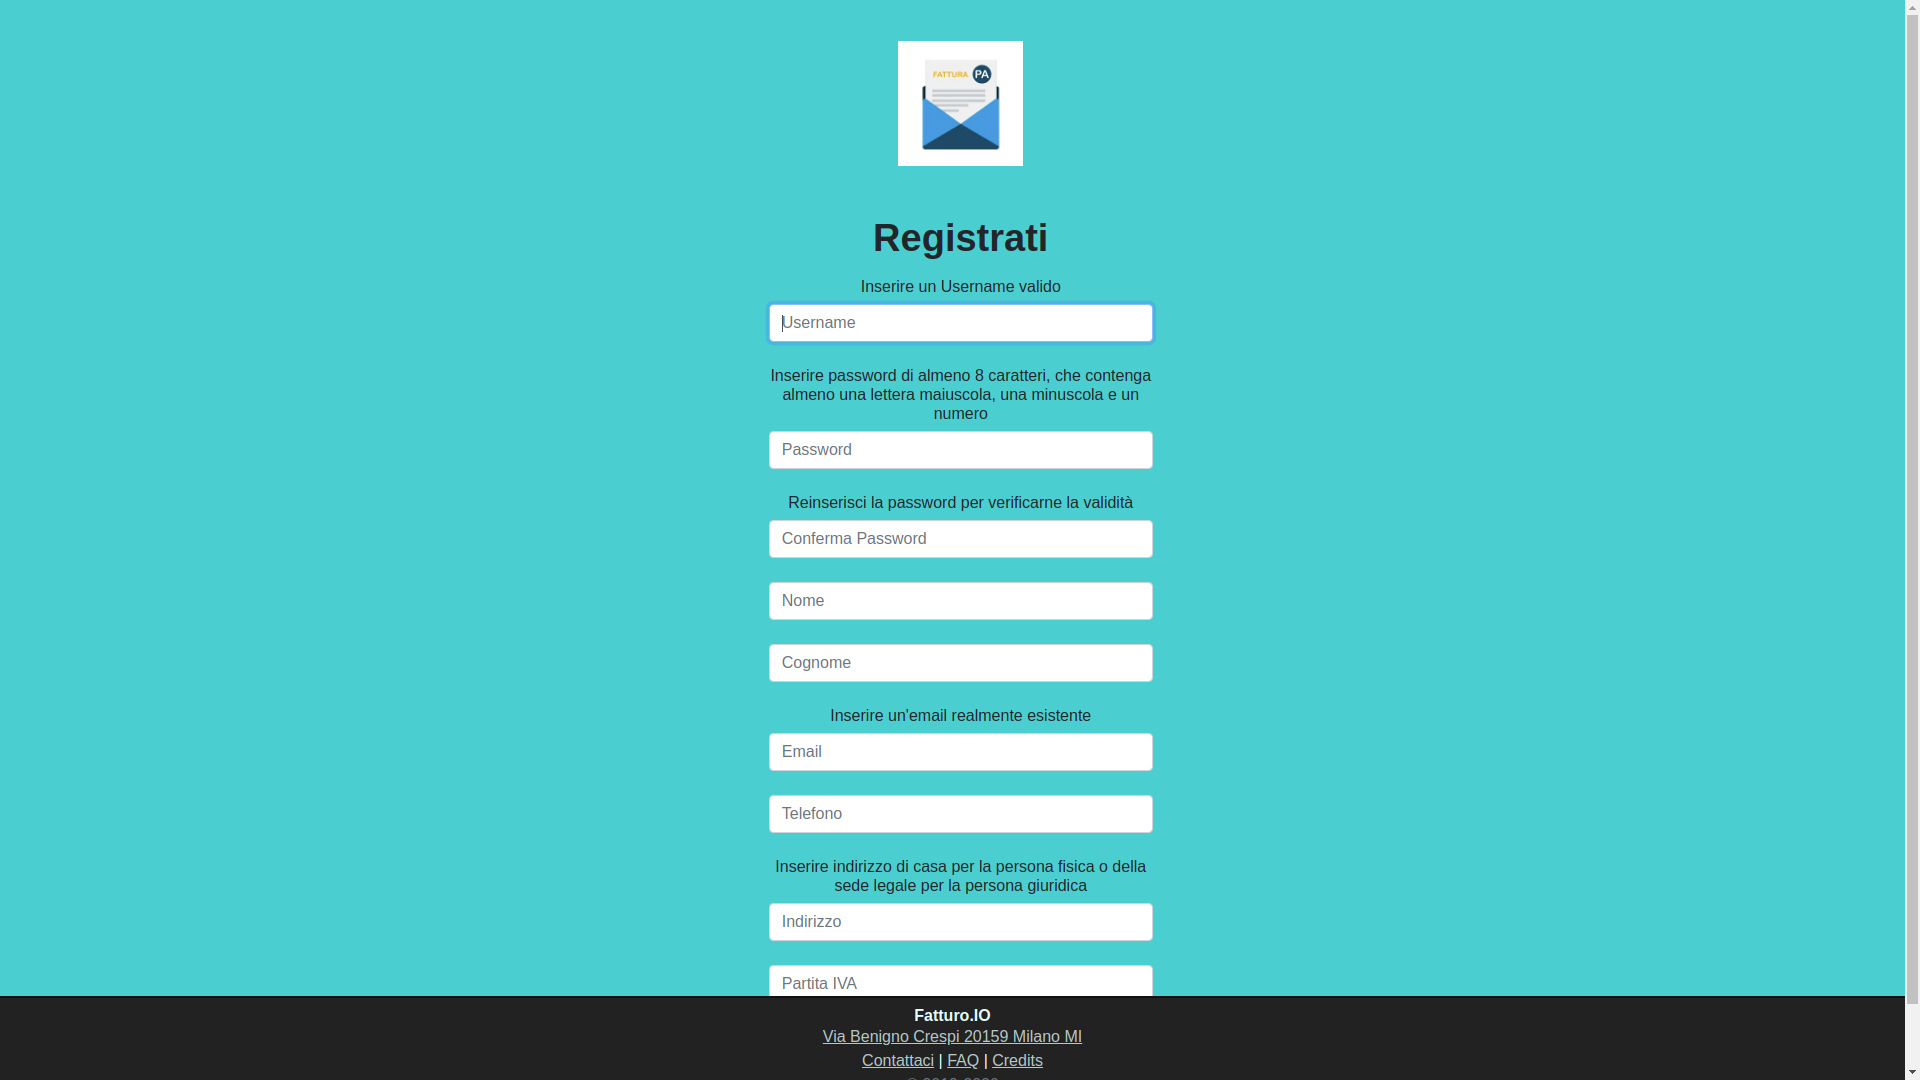 FATTURA PA
Registrati
Inserire un Username valido
Username
Inserire password di almeno 8 caratteri, che contenga
almeno una lettera maiuscola, una minuscola e un
numero
Password
Reinserisci la password per verificarne la validità
Conferma Password
Nome
Cognome
Inserire un'email realmente esistente
Email
Telefono
Inserire indirizzo di casa per la persona fisica o della
sede legale per la persona giuridica
Indirizzo
Partita IVA
Fatturo.IO
Via Benigno Crespi 20159 Milano MI
Contattaci | FAQ | Credits